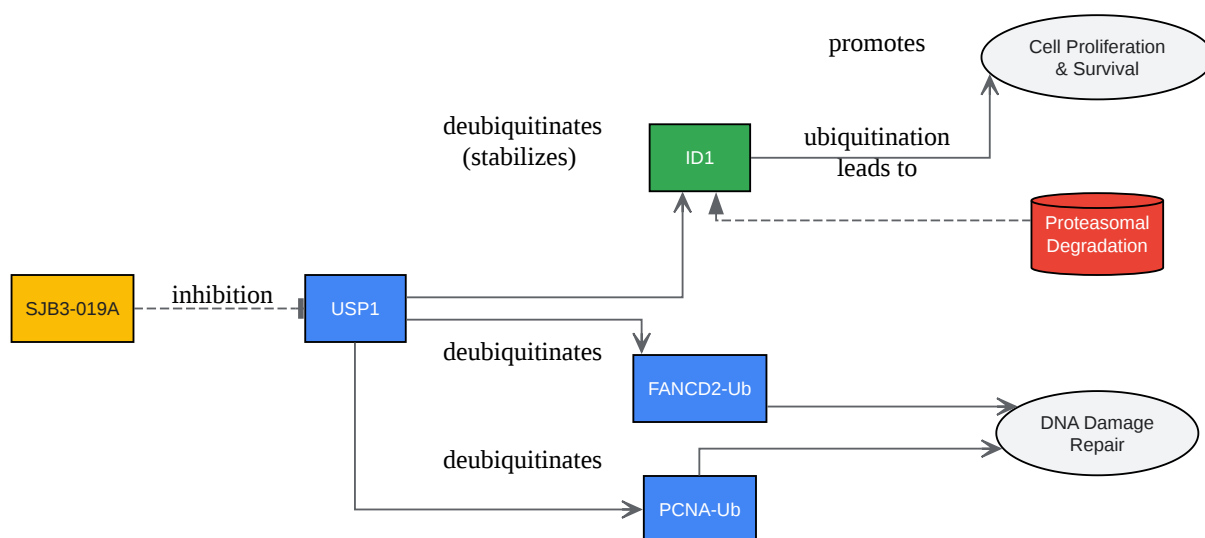 promotes
Cell Proliferation
& Survival
deubiquitinates
(stabilizes)
ID1
ubiquitination
leads to
Proteasomal
Degradation
SJB3-019A
inhibition
USP1
deubiquitinates
FANCD2-Ub
DNA Damage
Repair
deubiquitinates
PCNA-Ub